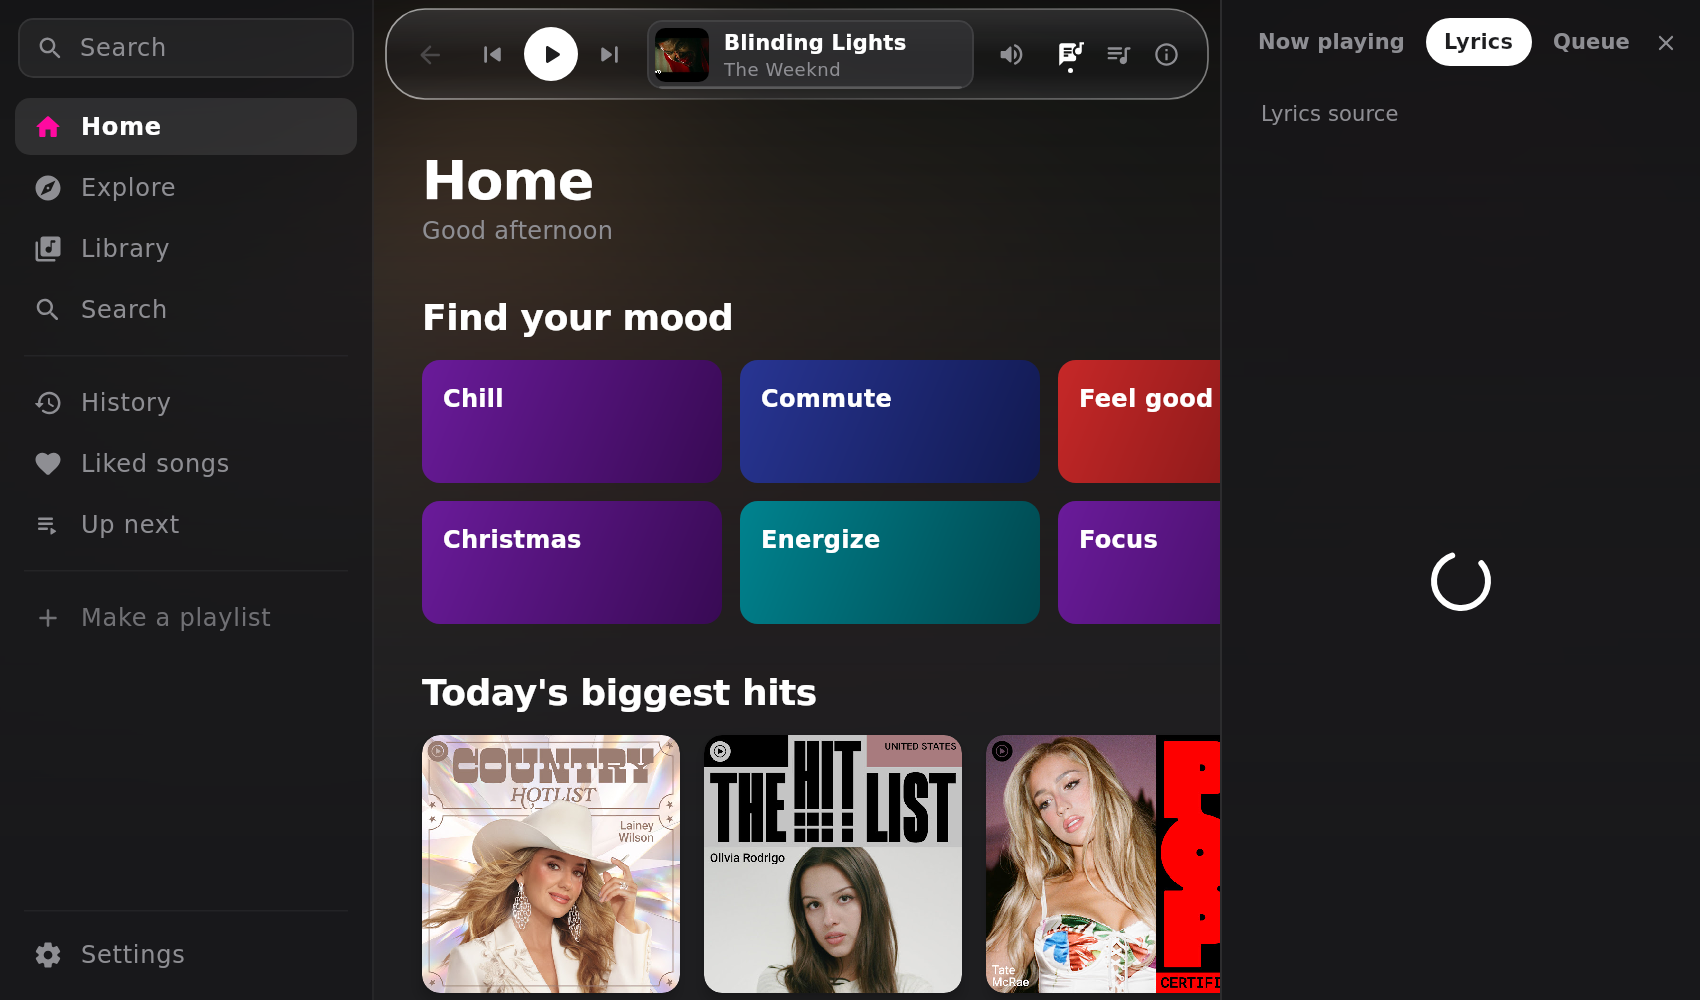 Search
Home
Explore
Library
Search
History
Liked songs
Up next
Make a playlist
Settings
Blinding Lights
The Weeknd
Home
Good afternoon
Find your mood
Chill
Commute
Feel good
Christmas
Energize
Focus
Today's biggest hits
COUNTRY
HOTLIST
Lainey
Wilson
UNITED STATES
THE HIT LIST
Olivia Rodrigo
POP
Tate
McRae
CERTIFI
Now playing
Lyrics
Queue
Lyrics source